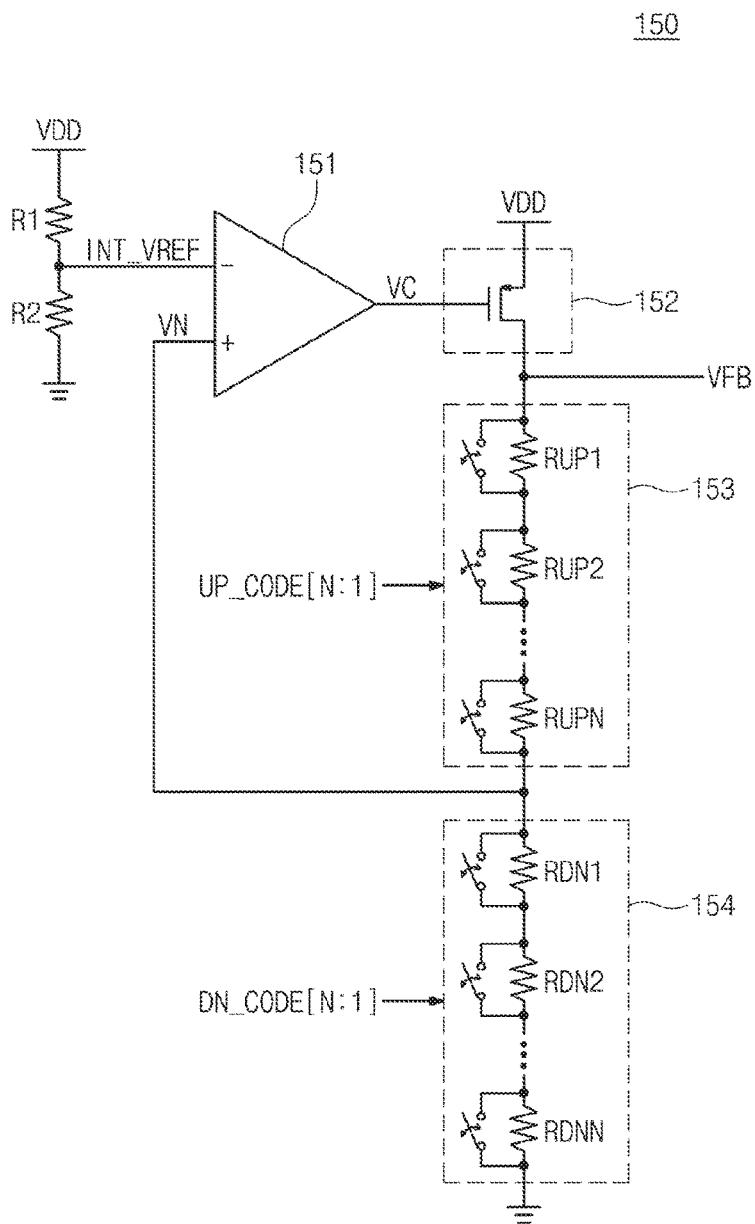 150
VDD
151
R1
INT_VREF
-
VDD
VC
152
R2
VN
+
VFB
RUP1
153
RUP2
UP_CODE[N:1]
RUPN
RDN1
154
RDN2
DN_CODE[N:1]
RDNN